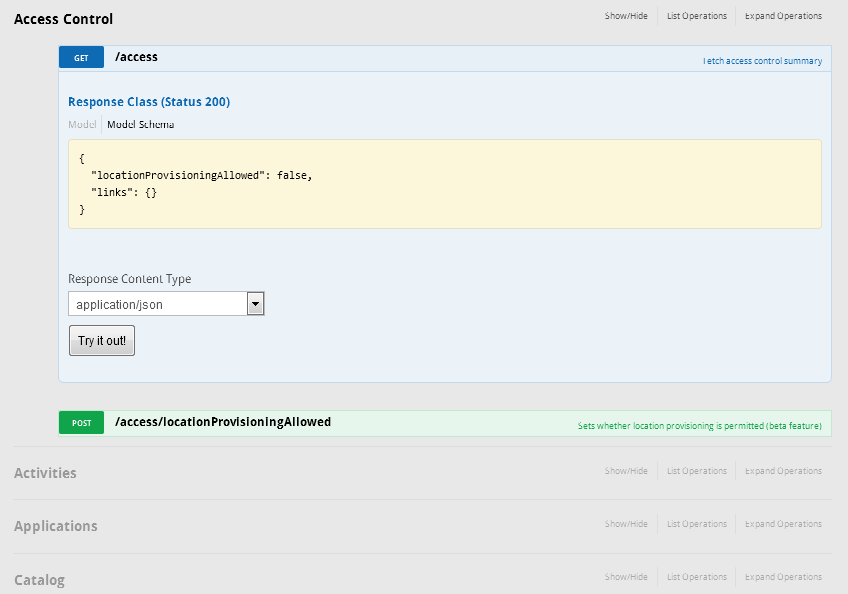 Access Control Show/Hide List Operations Expand Operations
GET /access Fetch access control summary
Response Class (Status 200)
Model Model Schema
{
"locationProvisioningAllowed": false,
"links": {}
}
Response Content Type
application/json
Try it out!
POST /access/locationProvisioningAllowed Sets whether location provisioning is permitted (beta feature)
Activities Show/Hide List Operations Expand Operations
Applications Show/Hide List Operations Expand Operations
Catalog Show/Hide List Operations Expand Operations